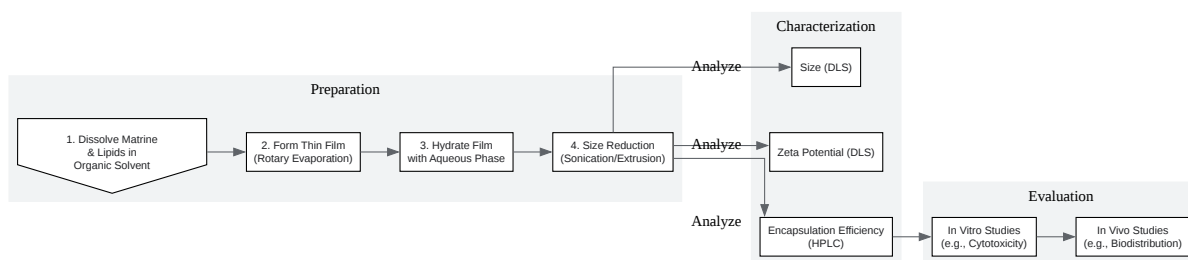 Preparation
1. Dissolve Matrine
& Lipids in
Organic Solvent
2. Form Thin Film
(Rotary Evaporation)
3. Hydrate Film
with Aqueous Phase
4. Size Reduction
(Sonication/Extrusion)
Analyze
Analyze
Analyze
Characterization
Size (DLS)
Zeta Potential (DLS)
Encapsulation Efficiency
(HPLC)
Evaluation
In Vitro Studies
(e.g., Cytotoxicity)
In Vivo Studies
(e.g., Biodistribution)